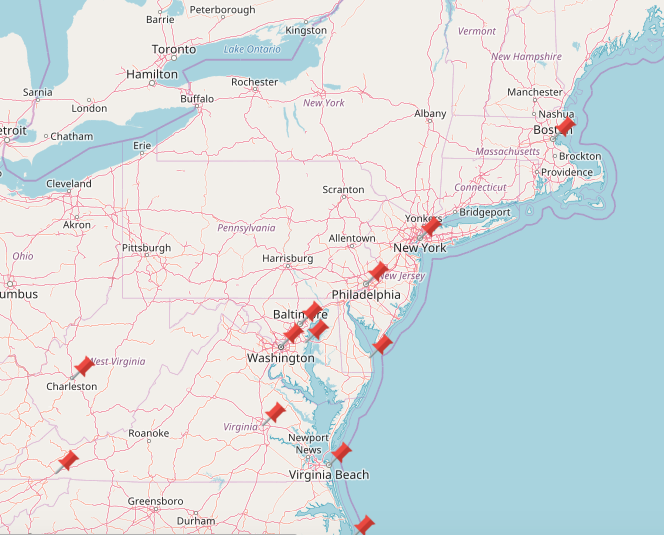 Peterborough
Barrie
Vermont
Kingston
Toronto
Lake Ontario
New Hampshire
Hamilton
Rochester
Sarnia
Manchester
London
Buffalo
New York
Albany
Nashua
etroit
Chatham
Bost n
Erie
Massachusetts
Brockton
Providence
Cleveland
Scranton
Connecticut
Akron
Yonkers
Bridgeport
Pennsylvania
Allentown
Pittsburgh
New York
Ohio
Harrisburg
New Jersey
umbus
Philadelphia
Baltimore
Washington
West Virginia
Charleston
Virginia
Roanoke
Newport
News
Virginia Beach
Greensboro
Durham